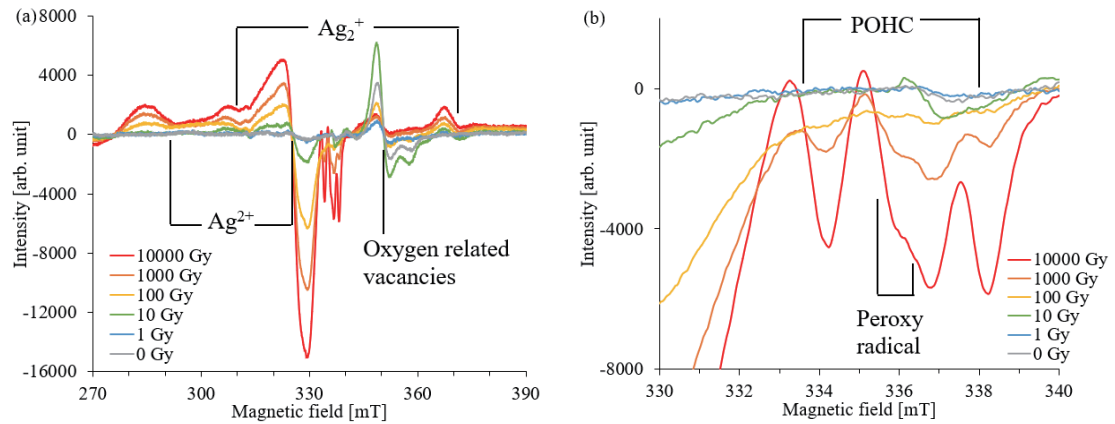 (a)
8000
4000
0
-4000
-8000
-12000
-16000
Intensity [arb. unit]
Ag₂⁺
Ag²⁺
Oxygen related
vacancies
10000 Gy
1000 Gy
100 Gy
10 Gy
1 Gy
0 Gy
270
300
330
360
390
Magnetic field [mT]
(b)
0
-4000
-8000
Intensity [arb. unit]
POHC
Peroxy
radical
10000 Gy
1000 Gy
100 Gy
10 Gy
1 Gy
0 Gy
330
332
334
336
338
340
Magnetic field [mT]